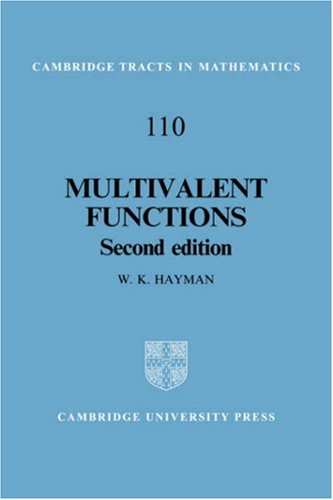 CAMBRIDGE TRACTS IN MATHEMATICS
110
MULTIVALENT
FUNCTIONS
Second edition
W. K. HAYMAN
CAMBRIDGE UNIVERSITY PRESS